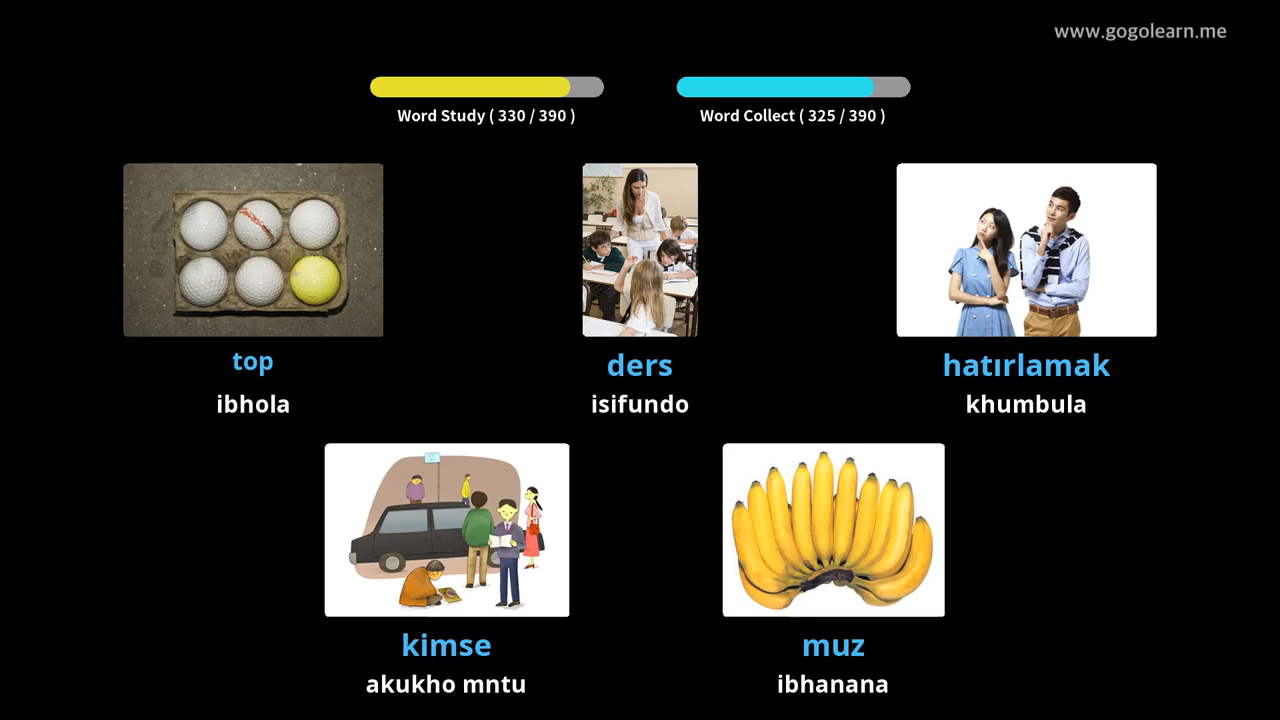 www.gogolearn.me
Word Study ( 330 / 390 )
Word Collect ( 325 / 390 )
top
ibhola
ders
isifundo
hatırlamak
khumbula
kimse
akukho mntu
muz
ibhanana